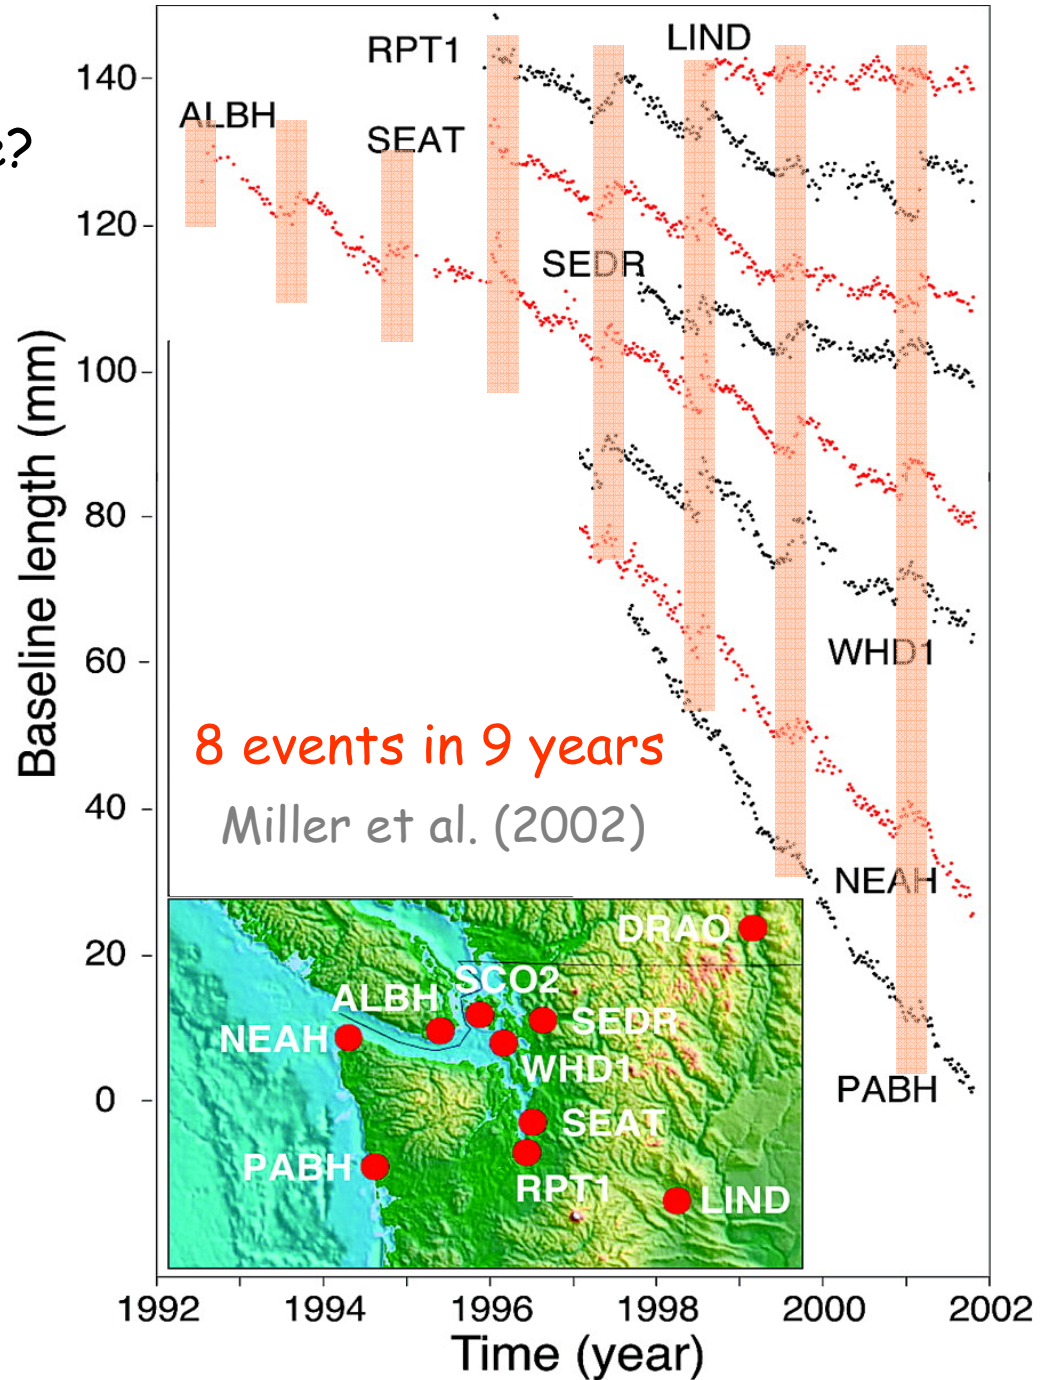 RPT1
LIND
140
ALBH
?
SEAT
120
SEDR
100
80
WHD1
60
8 events in 9 years
Miller et al. (2002)
40
NEAH
20
0
PABH
Baseline length (mm)
DRAO
SCO2
ALBH
SEDR
NEAH
WHD1
SEAT
PABH
RPT1
LIND
1992
1994
1996
1998
2000
2002
Time (year)